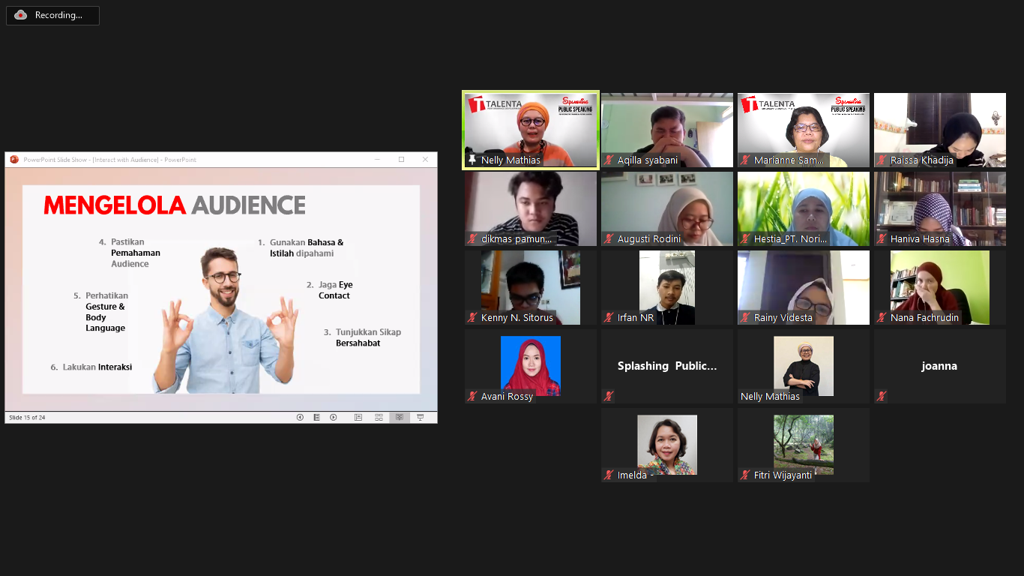 Recording...
PowerPoint Slide Show - [Interact with Audience] - PowerPoint
MENGELOLA AUDIENCE
1. Gunakan Bahasa &
Istilah dipahami
2. Jaga Eye
Contact
3. Tunjukkan Sikap
Bersahabat
4. Pastikan
Pemahaman
Audience
5. Perhatikan
Gesture &
Body
Language
6. Lakukan Interaksi
Slide 15 of 24
TALENTA
PUBLIC SPEAKING
Nelly Mathias
Aqilla syabani
TALENTA
PUBLIC SPEAKING
Marianne Sam...
Raissa Khadija
dikmas pamun...
Augusti Rodini
Hestia_PT. Nori...
Haniva Hasna
Kenny N. Sitorus
Irfan NR
Rainy Videsta
Nana Fachrudin
Avani Rossy
Splashing Public...
Nelly Mathias
joanna
Imelda -
Fitri Wijayanti